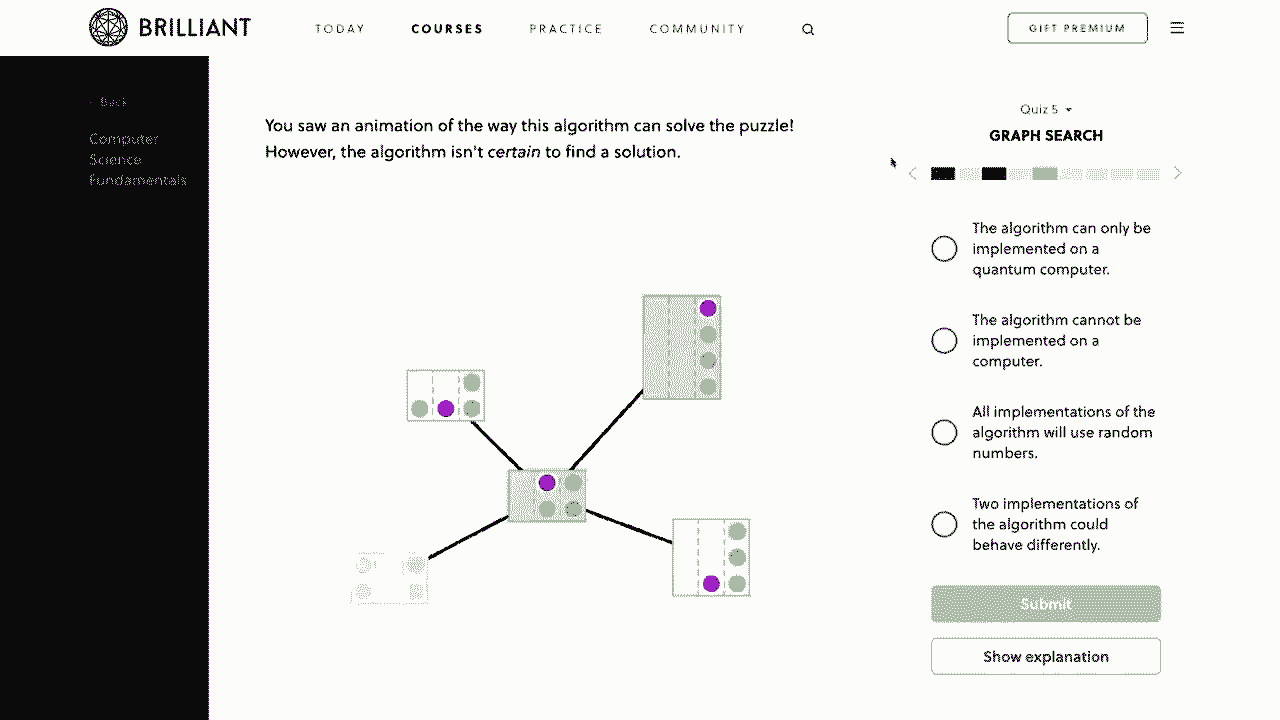 BRILLIANT
TODAY
COURSES
PRACTICE
COMMUNITY
GIFT PREMIUM
Back
Computer
Science
Fundamentals
You saw an animation of the way this algorithm can solve the puzzle!
However, the algorithm isn't certain to find a solution.
Quiz 5
GRAPH SEARCH
The algorithm can only be
implemented on a
quantum computer.
The algorithm cannot be
implemented on a
computer.
All implementations of the
algorithm will use random
numbers.
Two implementations of
the algorithm could
behave differently.
Submit
Show explanation